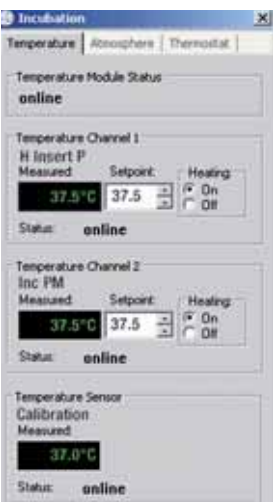 Incubation
Temperature Atmosphere Thermostat
Temperature Module Status
online
Temperature Channel 1
H Insert P
Measured: Setpoint: Heating:
37.5°C 37.5 On
Off
Status: online
Temperature Channel 2
Inc PM
Measured: Setpoint: Heating:
37.5°C 37.5 On
Off
Status: online
Temperature Sensor
Calibration
Measured:
37.0°C
Status: online